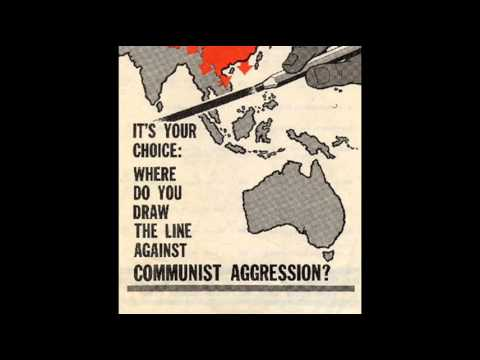 IT'S YOUR
CHOICE:
WHERE
DO YOU
DRAW
THE LINE
AGAINST
COMMUNIST AGGRESSION?